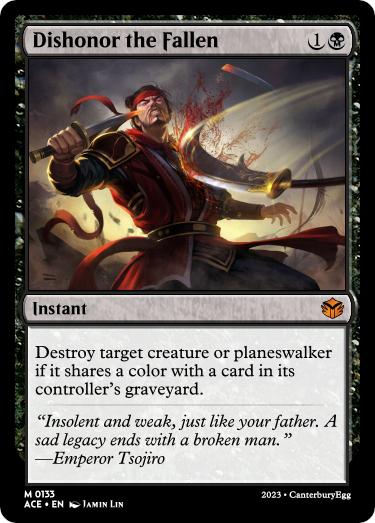 Dishonor the Fallen 1
Instant
Destroy target creature or planeswalker
if it shares a color with a card in its
controller's graveyard.
“Insolent and weak, just like your father. A
sad legacy ends with a broken man.”
—Emperor Tsojiro
M 0133
ACE • EN Jamin Lin
2023 • CanterburyEgg